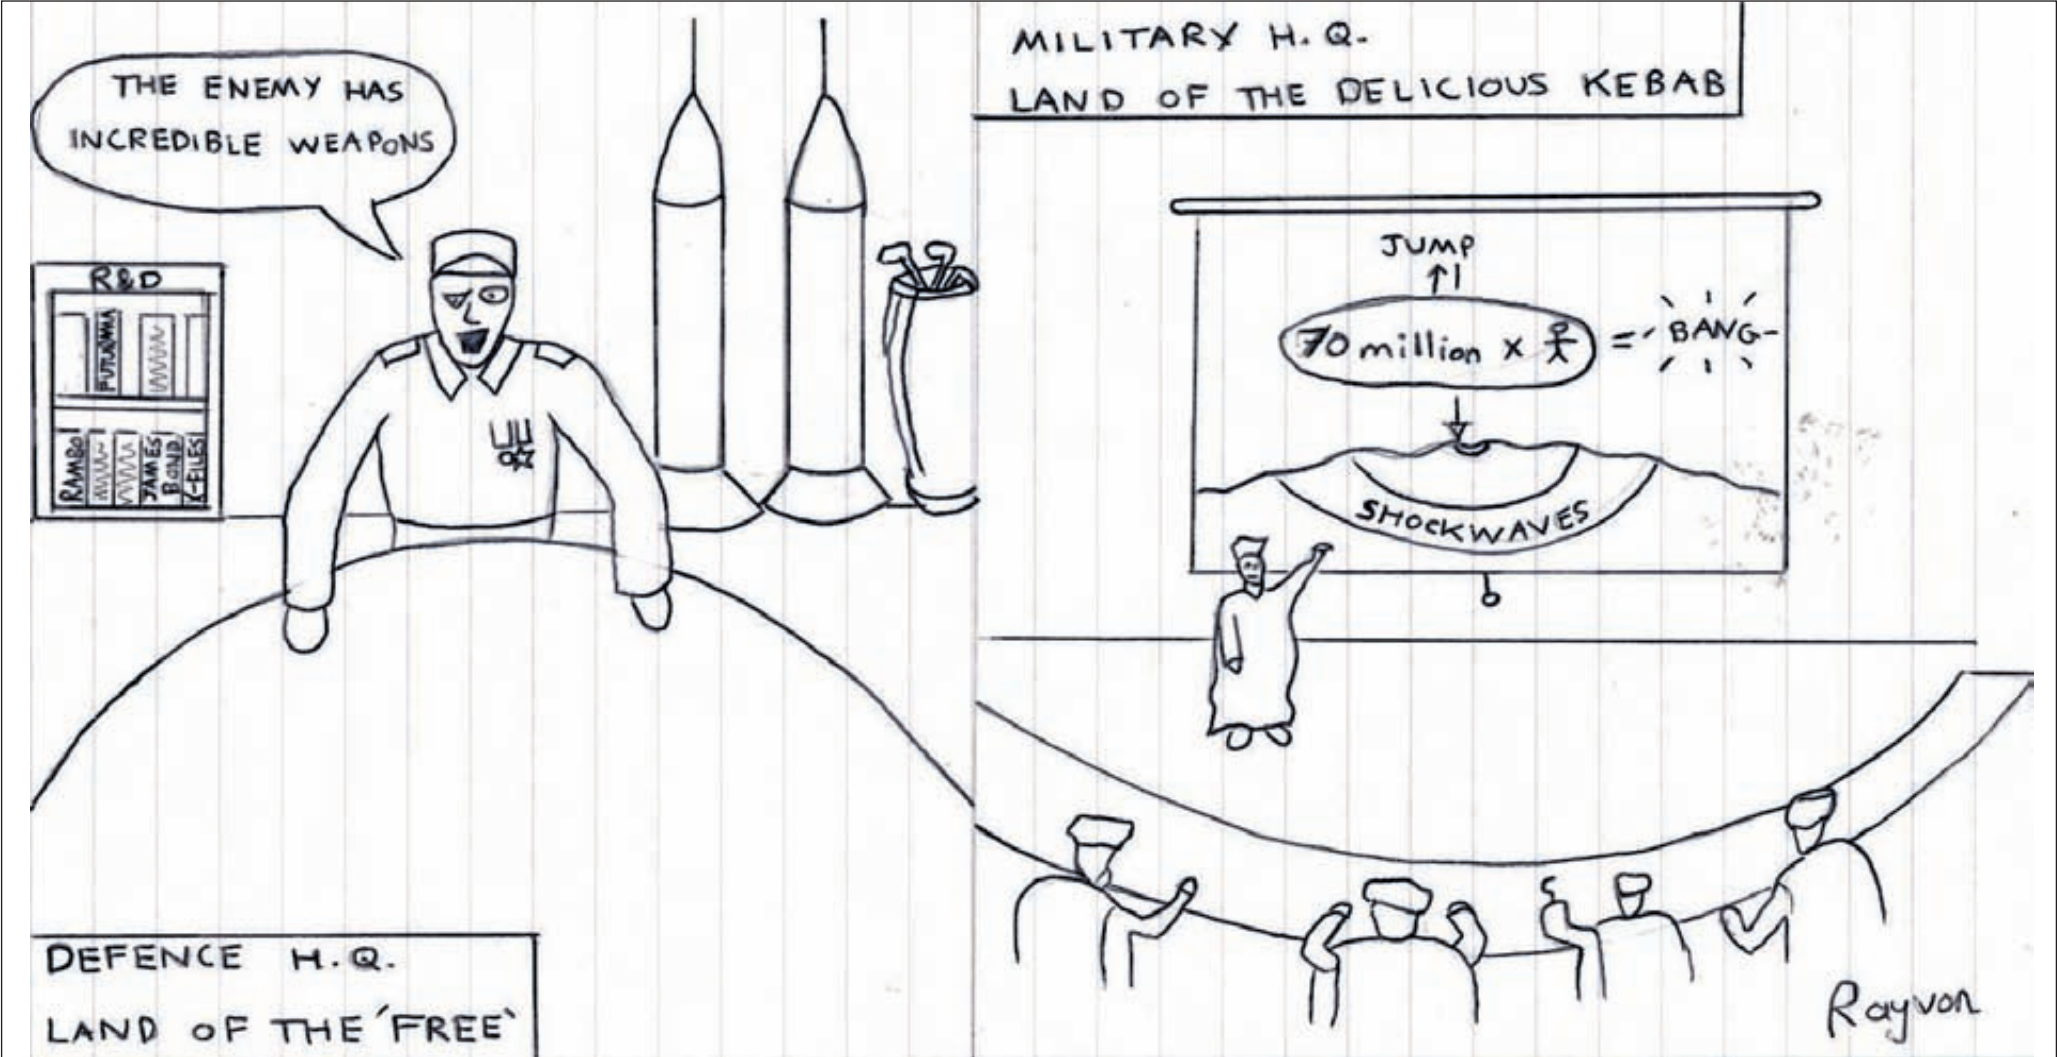 THE ENEMY HAS
INCREDIBLE WEAPONS
R&D
FUTURAMA
RAMBO
JAMES
BOND
X-FILES
DEFENCE H.Q.
LAND OF THE 'FREE'
MILITARY H.Q.
LAND OF THE DELICIOUS KEBAB
JUMP
70 million x = BANG
SHOCKWAVES
Rayvon